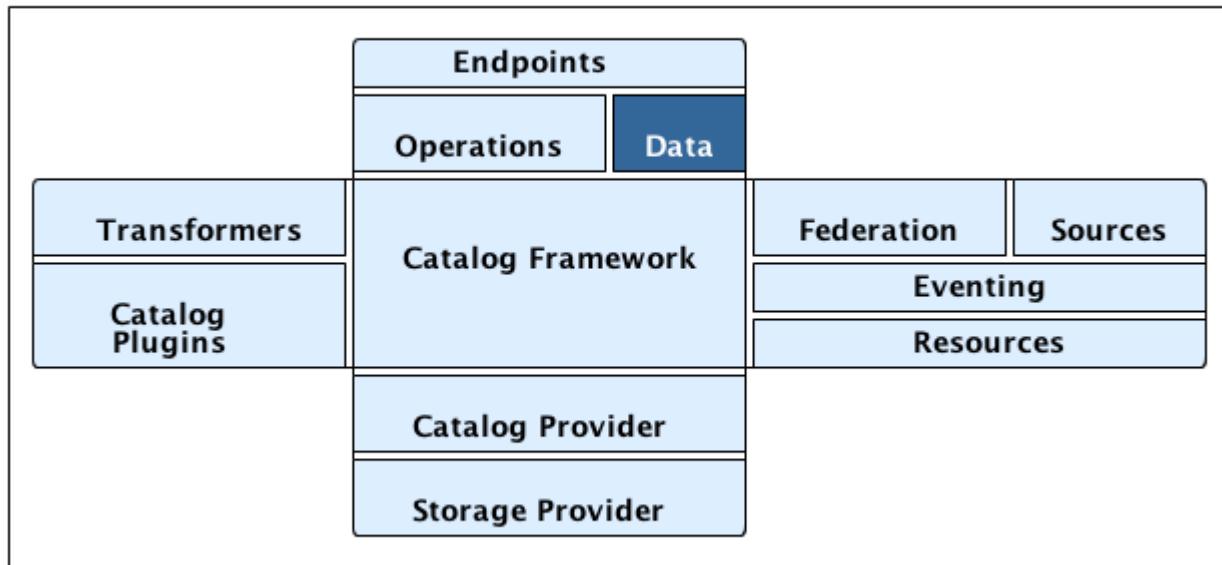 Endpoints
Operations
Data
Transformers
Catalog Framework
Federation
Sources
Eventing
Catalog
Plugins
Resources
Catalog Provider
Storage Provider